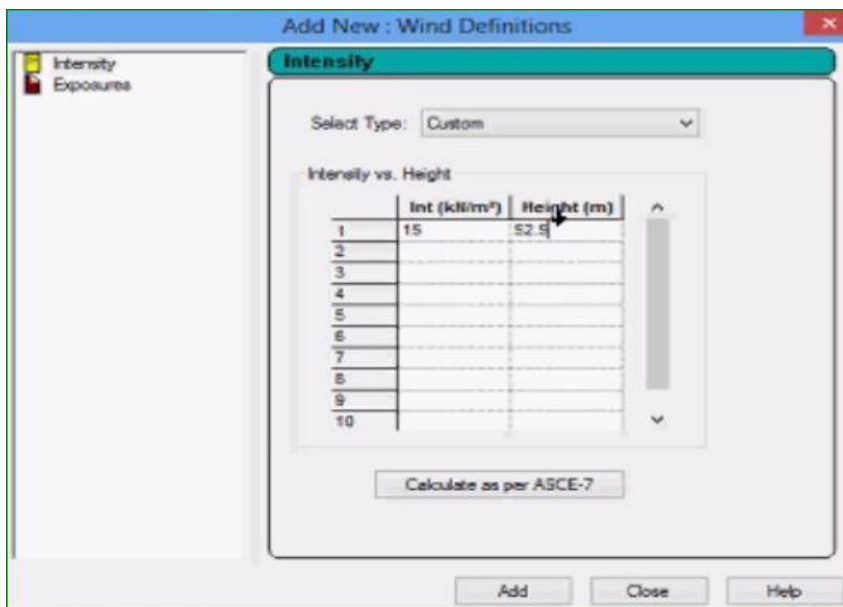 Add New : Wind Definitions
Intensity
Exposures
Intensity
Select Type: Custom
Intensity vs. Height
Int (kN/m²) Height (m)
1 15 52.5
2
3
4
5
6
7
8
9
10
Calculate as per ASCE-7
Add Close Help